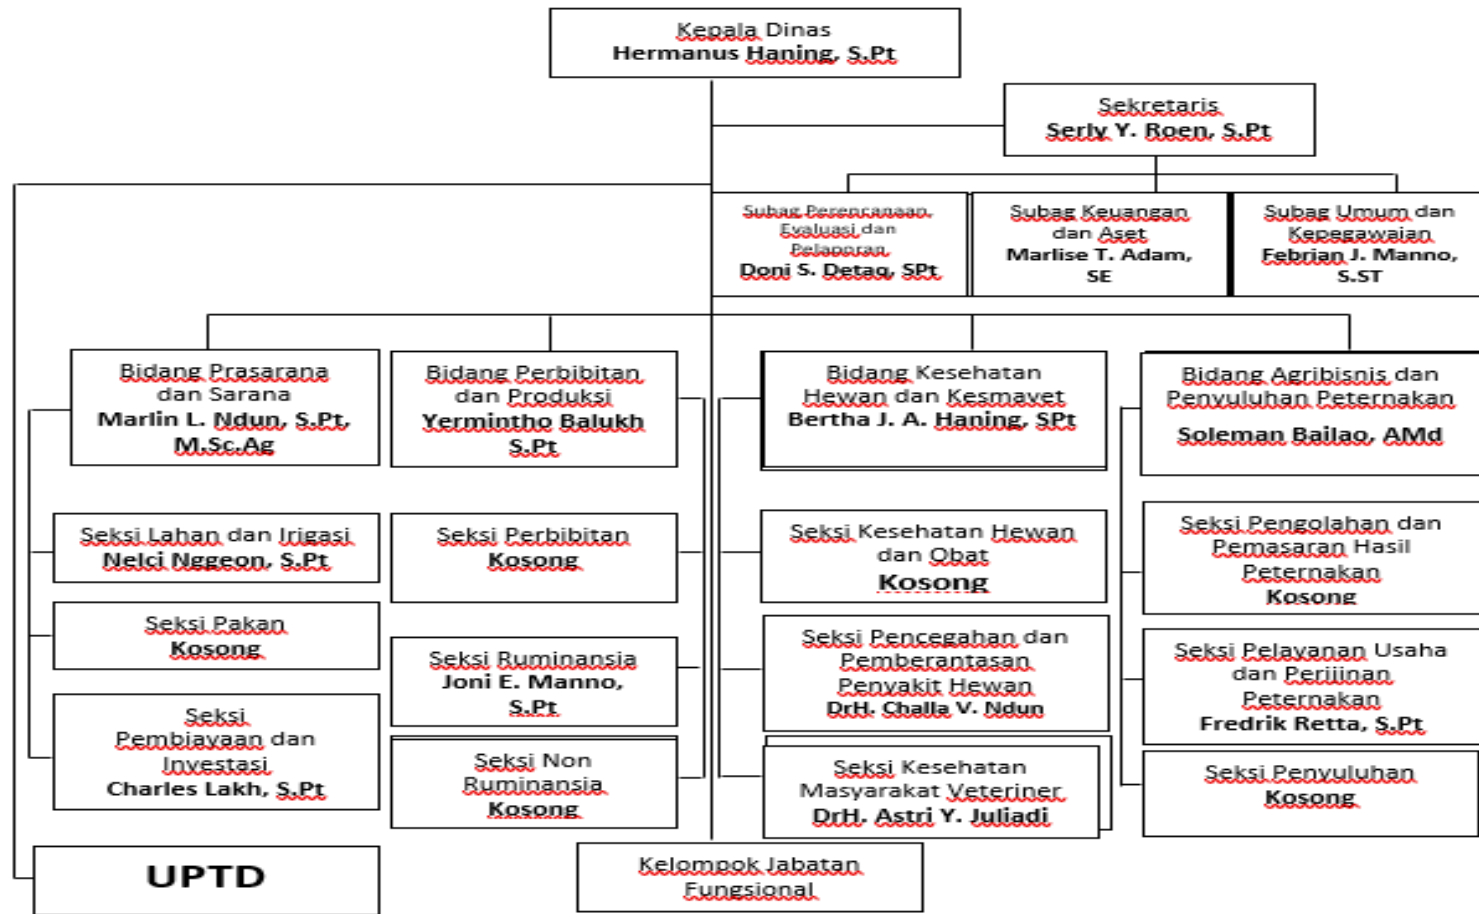 Kepala Dinas
Hermanus Haning, S.Pt
Sekretaris
Serly Y. Roen, S.Pt
Subag Perencanaan,
Evaluasi dan
Pelaporan
Doni S. Detaq, SPt
Subag Keuangan
dan Aset
Marlise T. Adam,
SE
Subag Umum dan
Kepegawaian
Febrian J. Manno,
S.ST
Bidang Prasarana
dan Sarana
Marlin L. Ndun, S.Pt,
M.Sc.Ag
Bidang Perbibitan
dan Produksi
Yermintho Balukh
S.Pt
Bidang Kesehatan
Hewan dan Kesmavet
Bertha J. A. Haning, SPt
Bidang Agribisnis dan
Penyuluhan Peternakan
Soleman Bailao, AMd
Seksi Lahan dan Irigasi
Nelci Nggeon, S.Pt
Seksi Pakan
Kosong
Seksi
Pembiayaan dan
Investasi
Charles Lakh, S.Pt
Seksi Perbibitan
Kosong
Seksi Ruminansia
Joni E. Manno,
S.Pt
Seksi Non
Ruminansia
Kosong
Seksi Kesehatan Hewan
dan Obat
Kosong
Seksi Pencegahan dan
Pemberantasan
Penyakit Hewan
DrH. Challa V. Ndun
Seksi Kesehatan
Masyarakat Veteriner
DrH. Astri Y. Juliadi
Seksi Pengolahan dan
Pemasaran Hasil
Peternakan
Kosong
Seksi Pelayanan Usaha
dan Perijinan
Peternakan
Fredrik Retta, S.Pt
Seksi Penyuluhan
Kosong
UPTD
Kelompok Jabatan
Fungsional